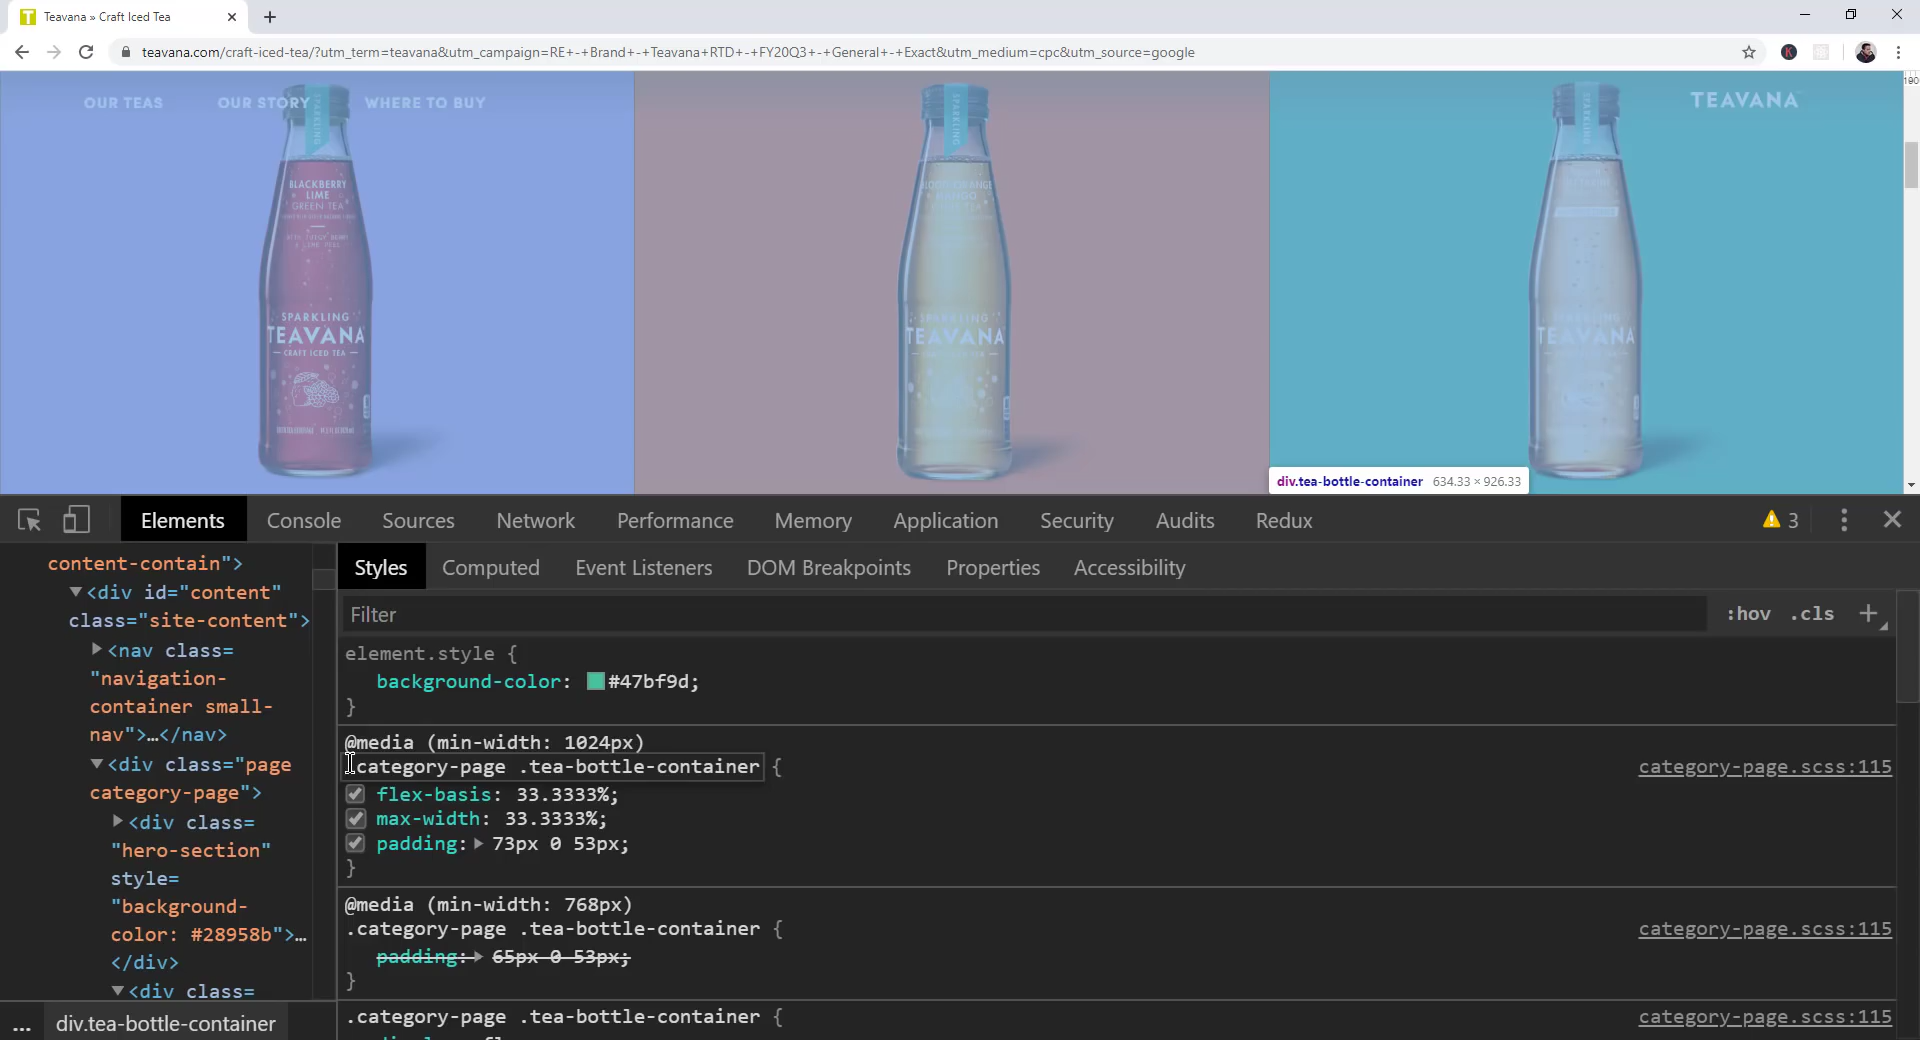 Teavana » Craft Iced Tea
teavana.com/craft-iced-tea/?utm_term=teavana&utm_campaign=RE+-+Brand+-+Teavana+RTD+-+FY20Q3+-+General+-+Exact&utm_medium=cpc&utm_source=google
K
OUR TEAS OUR STORY WHERE TO BUY
TEAVANA
SPARKLING
BLACKBERRY
LIME
GREEN TEA
SPARKLING
TEAVANA
CRAFT ICED TEA
SPARKLING
BLOOD ORANGE
MANGO
SPARKLING
TEAVANA
SPARKLING
SPARKLING
TEAVANA
div.tea-bottle-container 634.33 × 926.33
Elements Console Sources Network Performance Memory Application Security Audits Redux 3
content-contain">
▼<div id="content"
class="site-content">
▶<nav class=
"navigation-
container small-
nav">…</nav>
▼<div class="page
category-page">
▶<div class=
"hero-section"
style=
"background-
color: #28958b">…
</div>
▼<div class=
... div.tea-bottle-container
Styles Computed Event Listeners DOM Breakpoints Properties Accessibility
Filter :hov .cls +
element.style {
background-color: #47bf9d;
}
@media (min-width: 1024px)
.category-page .tea-bottle-container { category-page.scss:115
flex-basis: 33.3333%;
max-width: 33.3333%;
padding: ▶ 73px 0 53px;
}
@media (min-width: 768px)
.category-page .tea-bottle-container { category-page.scss:115
padding: ▶ 65px 0 53px;
}
.category-page .tea-bottle-container { category-page.scss:115